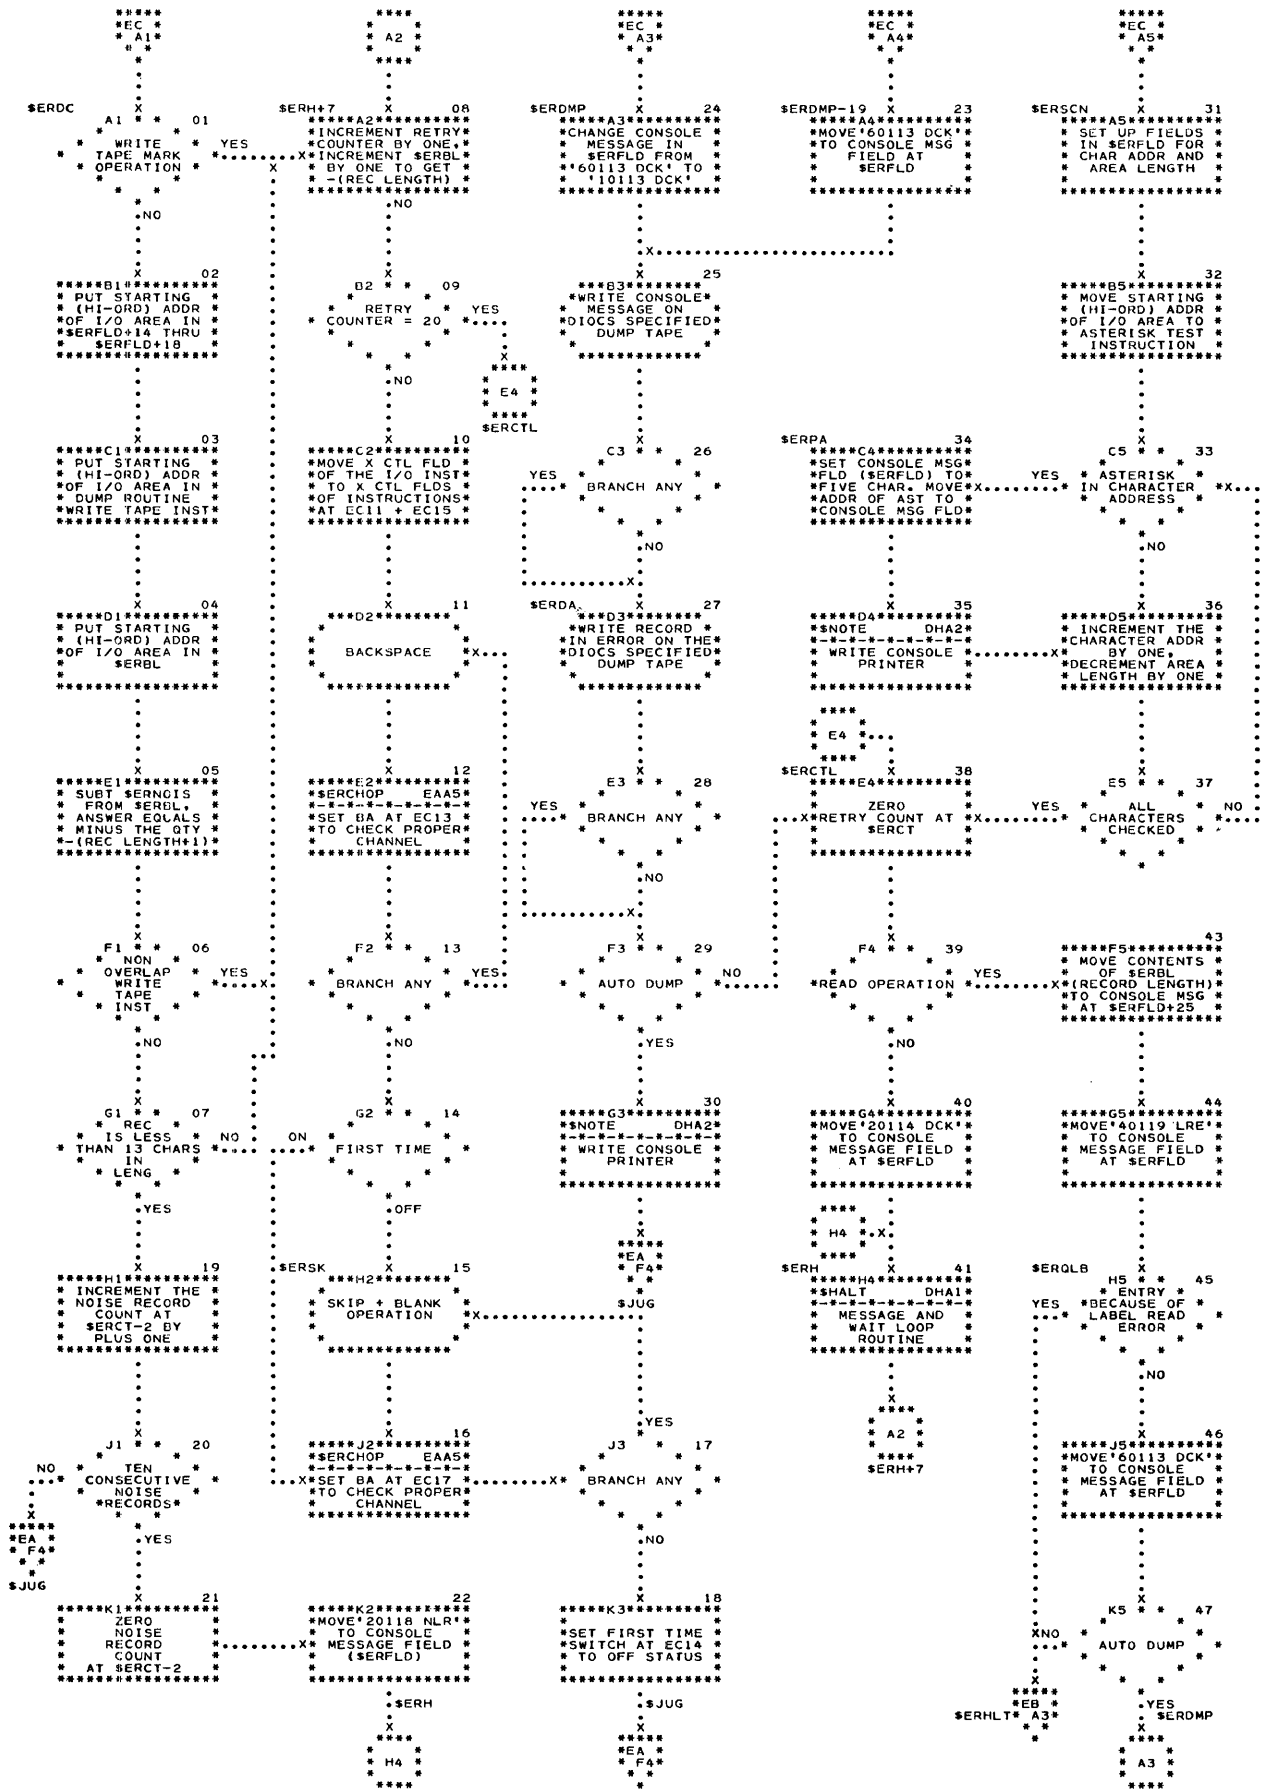 EC A1
A2
EC A3
EC A4
EC A5
$ERDC
A1 01
WRITE
TAPE MARK
OPERATION
YES
NO
$ERH+7
A2 08
INCREMENT RETRY
COUNTER BY ONE,
INCREMENT $ERBL
BY ONE TO GET
-(REC LENGTH)
NO
$ERDMP
A3 24
CHANGE CONSOLE
MESSAGE IN
$ERFLD FROM
'60113 DCK' TO
'10113 DCK'
$ERDMP-19
A4 23
MOVE'60113 DCK'
TO CONSOLE MSG
FIELD AT
$ERFLD
$ERSCN
A5 31
SET UP FIELDS
IN $ERFLD FOR
CHAR ADDR AND
AREA LENGTH
B1 02
PUT STARTING
(HI-ORD) ADDR
OF I/O AREA IN
$ERFLD+14 THRU
$ERFLD+18
B2 09
RETRY
COUNTER = 20
YES
NO
E4
$ERCTL
B3 25
WRITE CONSOLE
MESSAGE ON
DIOCS SPECIFIED
DUMP TAPE
B5 32
MOVE STARTING
(HI-ORD) ADDR
OF I/O AREA TO
ASTERISK TEST
INSTRUCTION
C1 03
PUT STARTING
(HI-ORD) ADDR
OF I/O AREA IN
DUMP ROUTINE
WRITE TAPE INST
C2 10
MOVE X CTL FLD
OF THE I/O INST
TO X CTL FLDS
OF INSTRUCTIONS
AT EC11 + EC15
C3 26
YES
BRANCH ANY
NO
$ERPA
C4 34
SET CONSOLE MSG
FLD ($ERFLD) TO
FIVE CHAR. MOVE
ADDR OF AST TO
CONSOLE MSG FLD
YES
C5 33
ASTERISK
IN CHARACTER
ADDRESS
NO
D1 04
PUT STARTING
(HI-ORD) ADDR
OF I/O AREA IN
$ERBL
D2 11
BACKSPACE
$ERDA
D3 27
WRITE RECORD
IN ERROR ON THE
DIOCS SPECIFIED
DUMP TAPE
D4 35
$NOTE DHA2
WRITE CONSOLE
PRINTER
D5 36
INCREMENT THE
CHARACTER ADDR
BY ONE,
DECREMENT AREA
LENGTH BY ONE
E4
E1 05
SUBT $ERNOIS
FROM $ERBL,
ANSWER EQUALS
MINUS THE QTY
-(REC LENGTH+1)
E2 12
$ERCHOP EAA5
SET BA AT EC13
TO CHECK PROPER
CHANNEL
E3 28
YES
BRANCH ANY
NO
$ERCTL
E4 38
ZERO
RETRY COUNT AT
$ERCT
YES
E5 37
ALL
CHARACTERS
CHECKED
NO
F1 06
NON
OVERLAP
WRITE
TAPE
INST
YES
NO
F2 13
BRANCH ANY
YES
NO
F3 29
AUTO DUMP
NO
YES
F4 39
READ OPERATION
YES
NO
F5 43
MOVE CONTENTS
OF $ERBL
(RECORD LENGTH)
TO CONSOLE MSG
AT $ERFLD+25
G1 07
REC
IS LESS
THAN 13 CHARS
IN
LENG
NO
YES
G2 14
ON
FIRST TIME
OFF
G3 30
$NOTE DHA2
WRITE CONSOLE
PRINTER
G4 40
MOVE'20114 DCK'
TO CONSOLE
MESSAGE FIELD
AT $ERFLD
G5 44
MOVE'40119 LRE'
TO CONSOLE
MESSAGE FIELD
AT $ERFLD
H4
EA F4
$JUG
H1 19
INCREMENT THE
NOISE RECORD
COUNT AT
$ERCT-2 BY
PLUS ONE
$ERSK
H2 15
SKIP + BLANK
OPERATION
$ERH
H4 41
$HALT DHA1
MESSAGE AND
WAIT LOOP
ROUTINE
$ERQLB
H5 45
YES
ENTRY
BECAUSE OF
LABEL READ
ERROR
NO
A2
$ERH+7
J1 20
NO
TEN
CONSECUTIVE
NOISE
RECORDS
YES
EA F4
$JUG
J2 16
$ERCHOP EAA5
SET BA AT EC17
TO CHECK PROPER
CHANNEL
YES
J3 17
BRANCH ANY
NO
J5 46
MOVE'60113 DCK'
TO CONSOLE
MESSAGE FIELD
AT $ERFLD
K1 21
ZERO
NOISE
RECORD
COUNT
AT $ERCT-2
K2 22
MOVE'20118 NLR'
TO CONSOLE
MESSAGE FIELD
($ERFLD)
$ERH
H4
K3 18
SET FIRST TIME
SWITCH AT EC14
TO OFF STATUS
$JUG
EA F4
K5 47
NO
AUTO DUMP
YES
$ERDMP
$ERHLT
EB A3
A3